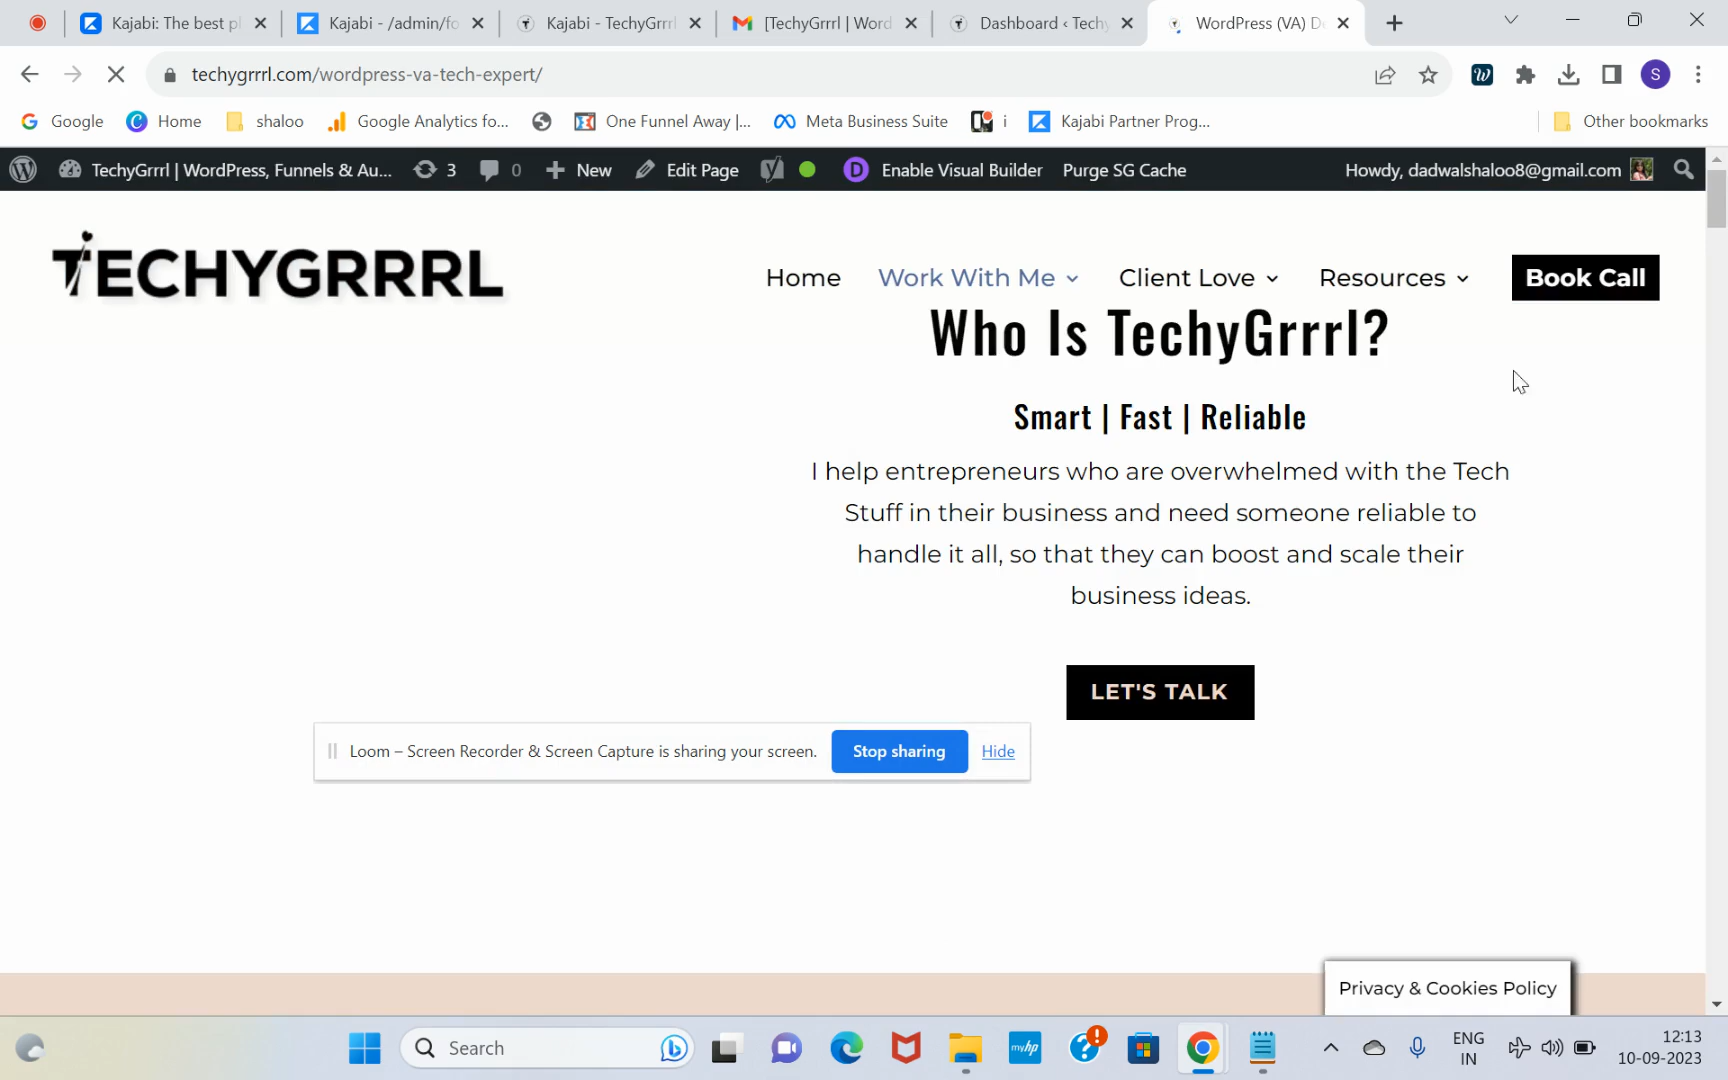 Kajabi: The best pl
Kajabi - /admin/fo
Kajabi - TechyGrrrl
[TechyGrrrl | Word
Dashboard ‹ Techy
WordPress (VA) De
techygrrrl.com/wordpress-va-tech-expert/
S
Google
Home
shaloo
Google Analytics fo...
One Funnel Away |...
Meta Business Suite
i
Kajabi Partner Prog...
Other bookmarks
TechyGrrrl | WordPress, Funnels & Au...
3
0
New
Edit Page
D
Enable Visual Builder
Purge SG Cache
Howdy, dadwalshaloo8@gmail.com
TECHYGRRRL
Home
Work With Me
Client Love
Resources
Book Call
Who Is TechyGrrrl?
Smart | Fast | Reliable
I help entrepreneurs who are overwhelmed with the Tech
Stuff in their business and need someone reliable to
handle it all, so that they can boost and scale their
business ideas.
LET'S TALK
Loom – Screen Recorder & Screen Capture is sharing your screen.
Stop sharing
Hide
Privacy & Cookies Policy
Search
myhp
ENG
IN
12:13
10-09-2023